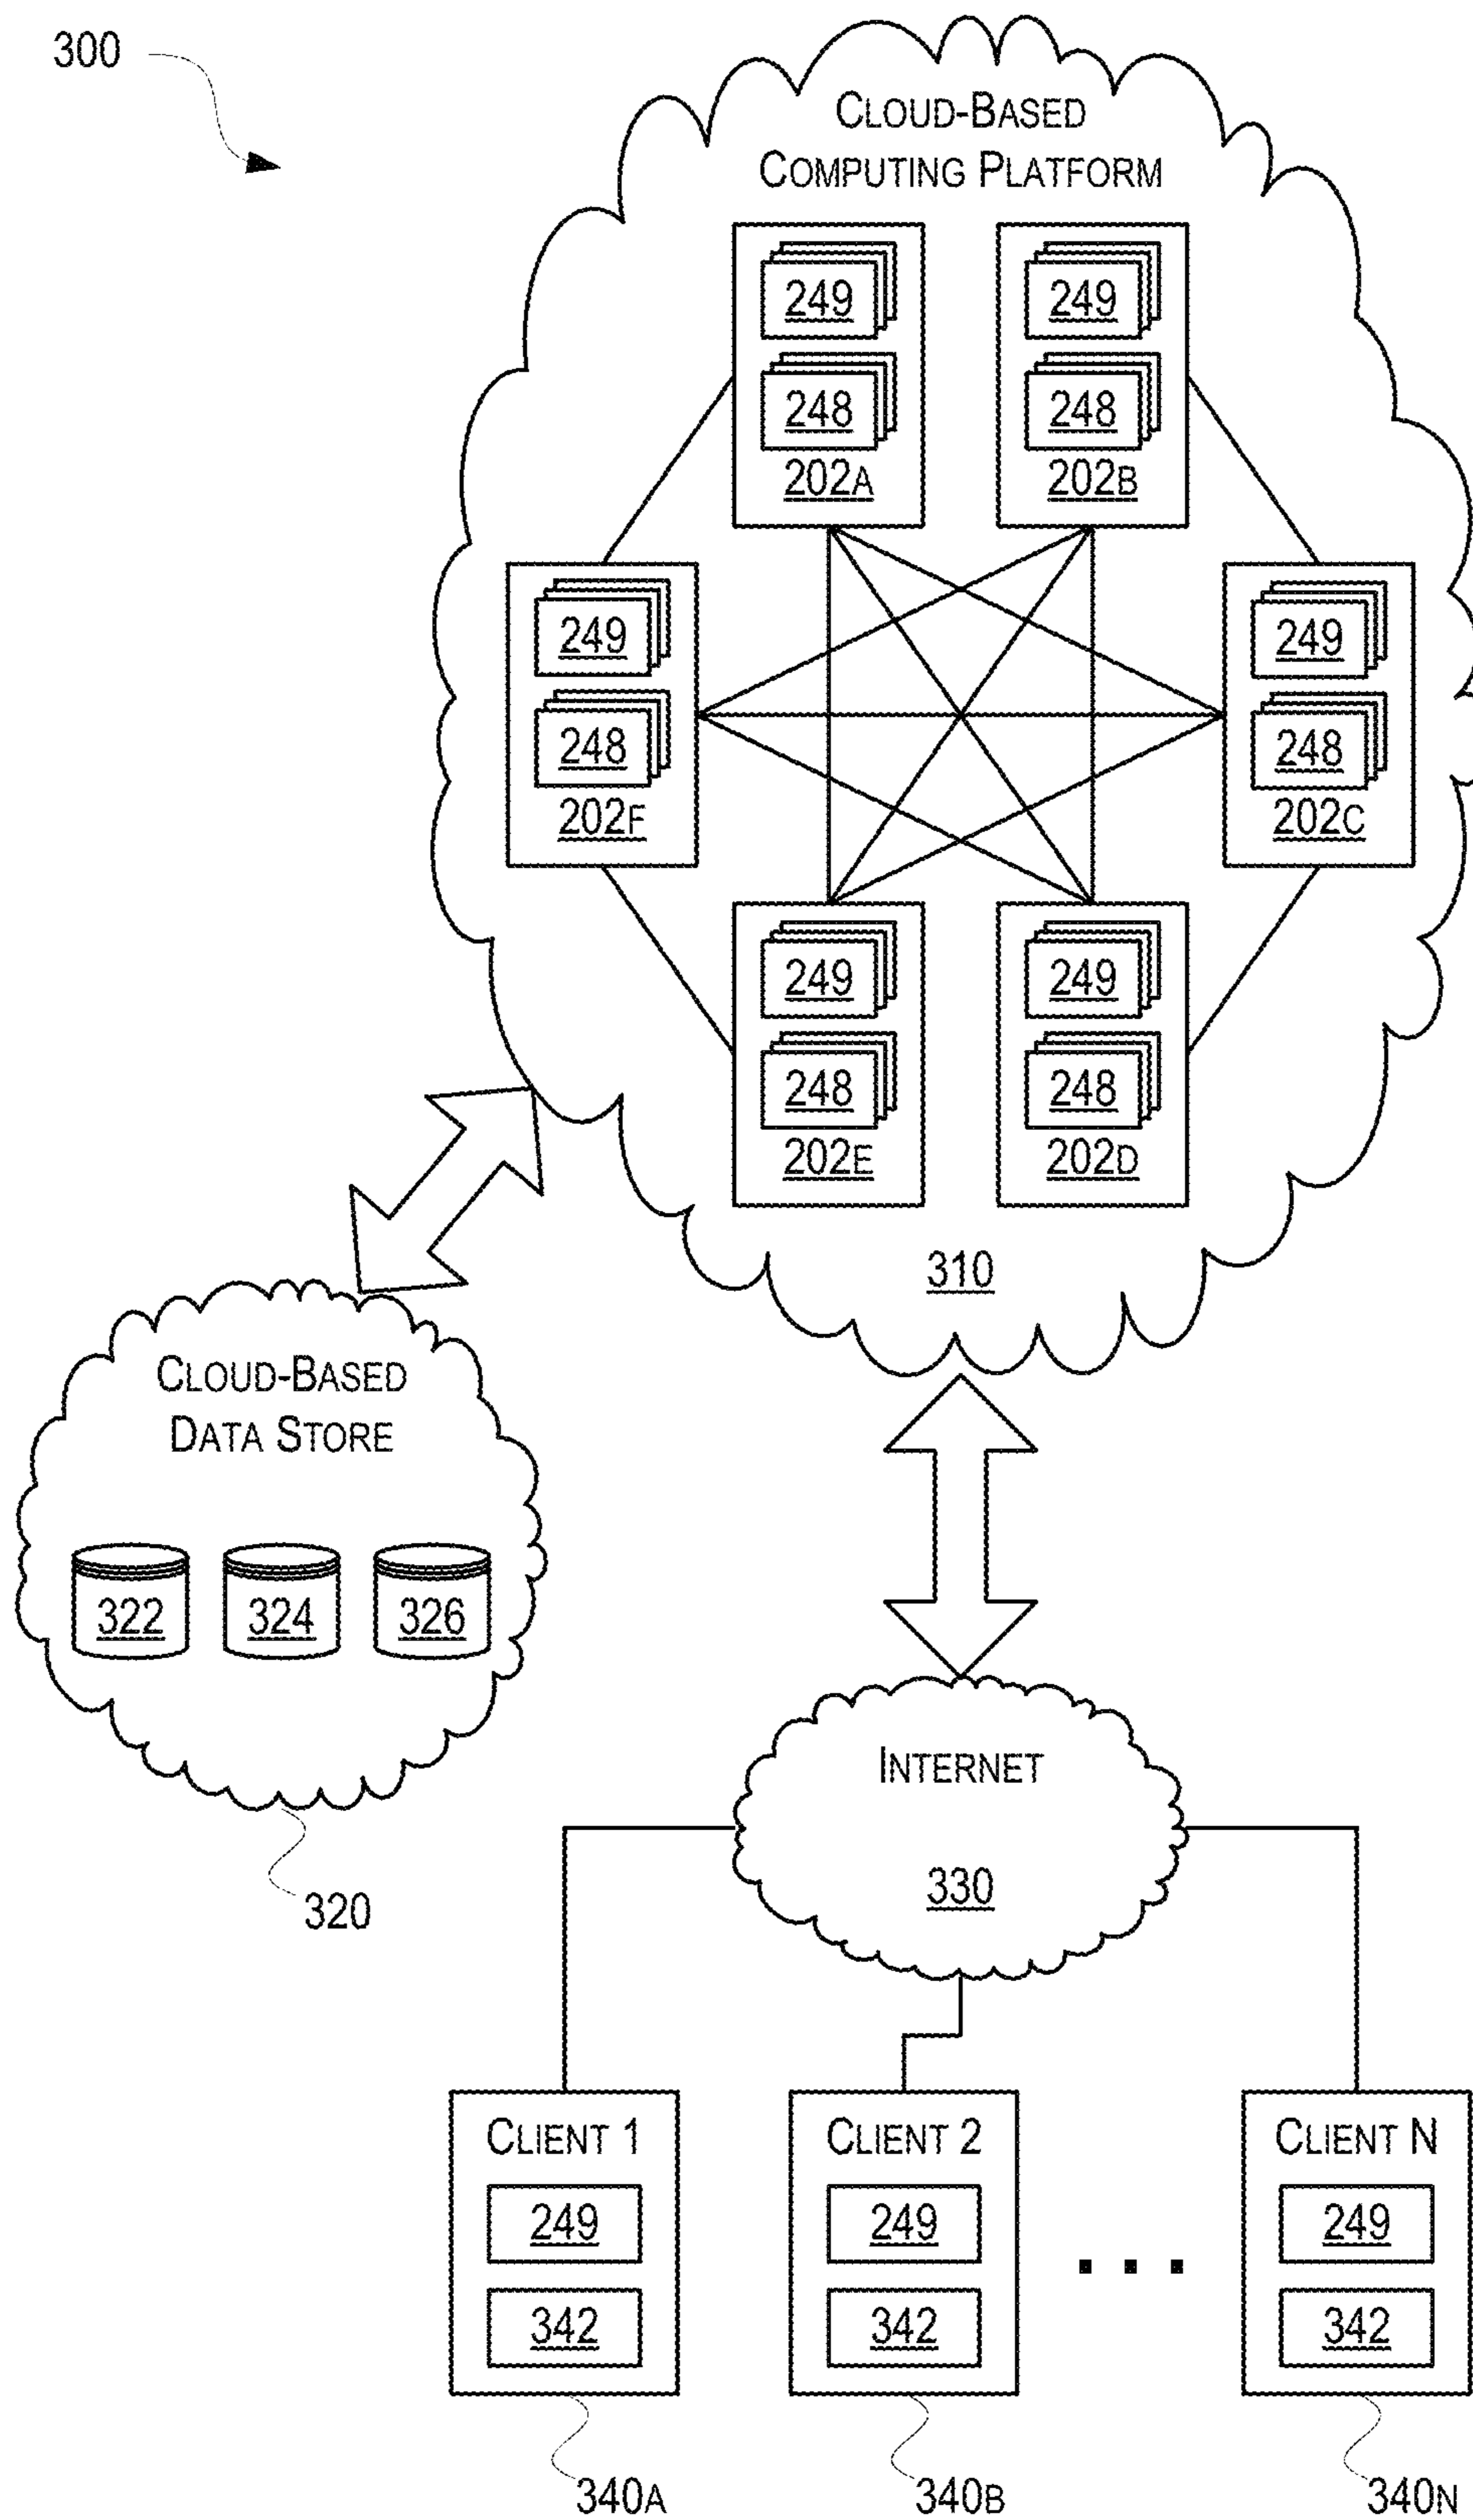 300
CLOUD-BASED
COMPUTING PLATFORM
249
248
202A
249
248
202B
249
248
202F
249
248
202C
249
248
202E
249
248
202D
310
CLOUD-BASED
DATA STORE
322
324
326
320
INTERNET
330
CLIENT 1
249
342
340A
CLIENT 2
249
342
340B
...
CLIENT N
249
342
340N